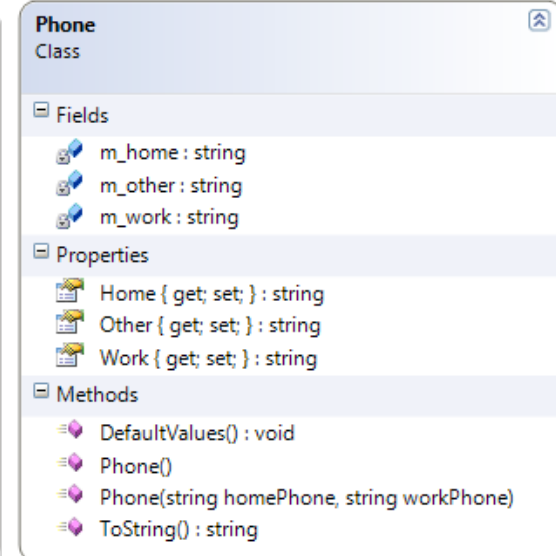 Phone
Class
Fields
m_home : string
m_other : string
m_work : string
Properties
Home { get; set; } : string
Other { get; set; } : string
Work { get; set; } : string
Methods
DefaultValues() : void
Phone()
Phone(string homePhone, string workPhone)
ToString() : string